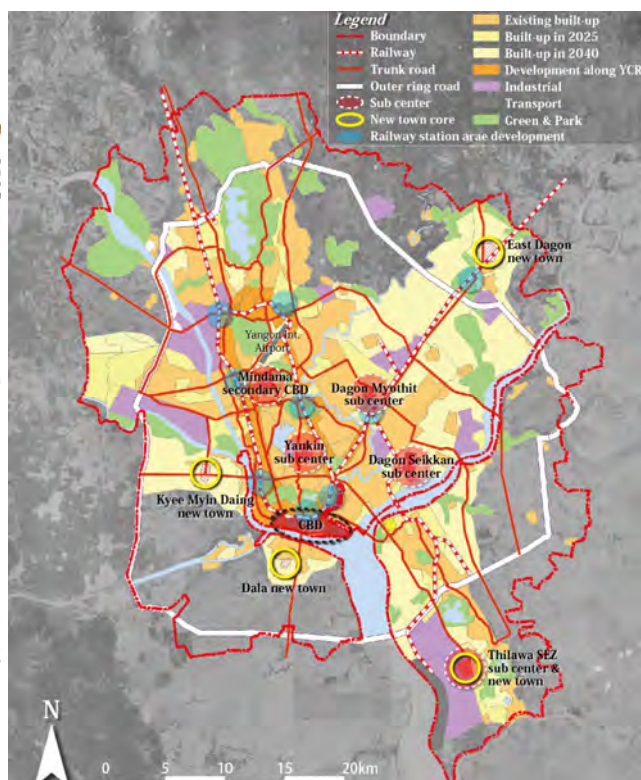 Legend
Boundary
Railway
Trunk road
Outer ring road
Sub center
New town core
Railway station arae development
Existing built-up
Built-up in 2025
Built-up in 2040
Development along YCR
Industrial
Transport
Green & Park
East Dagon
new town
Yangon Int.
Airport
Mindama
secondary CBD
Dagon Myothit
sub center
Yankin
sub center
Dagon Seikkan
sub center
Kyee Myin Daing
new town
CBD
Dala new town
Thilawa SEZ
sub center &
new town
N
0 5 10 15 20km